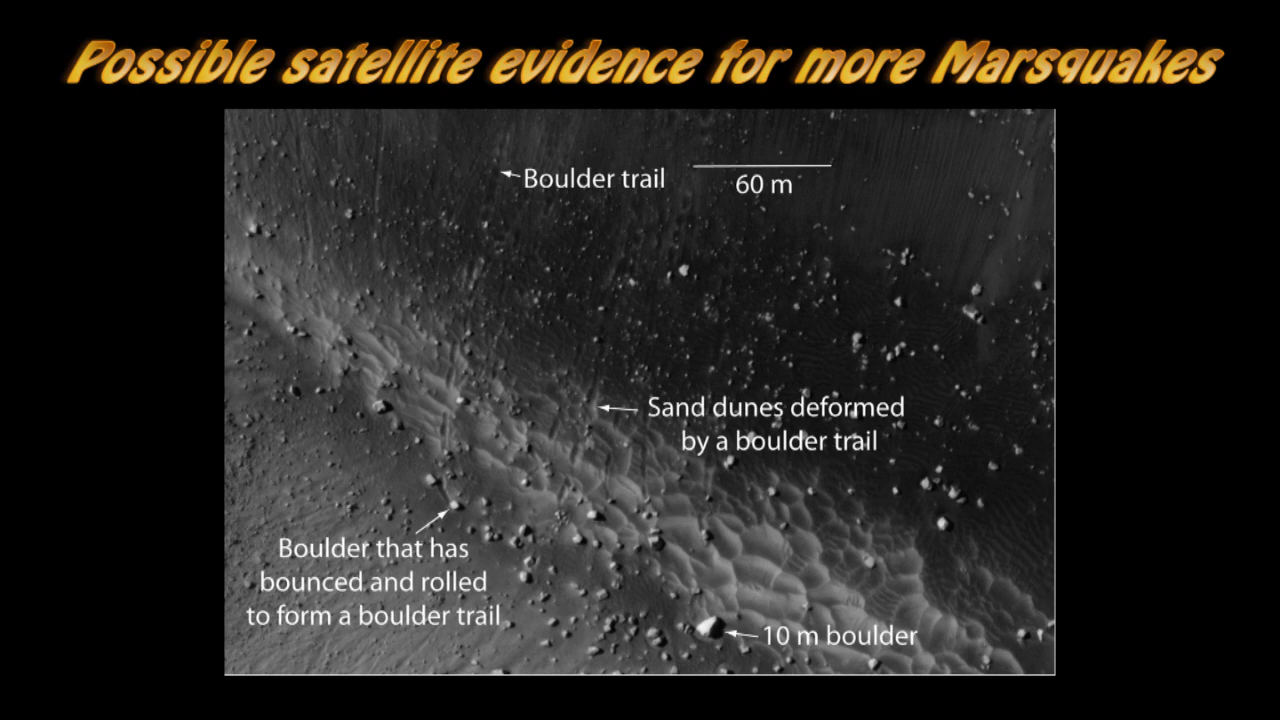 Possible satellite evidence for more Marsquakes
Boulder trail
60 m
Sand dunes deformed
by a boulder trail
Boulder that has
bounced and rolled
to form a boulder trail
10 m boulder